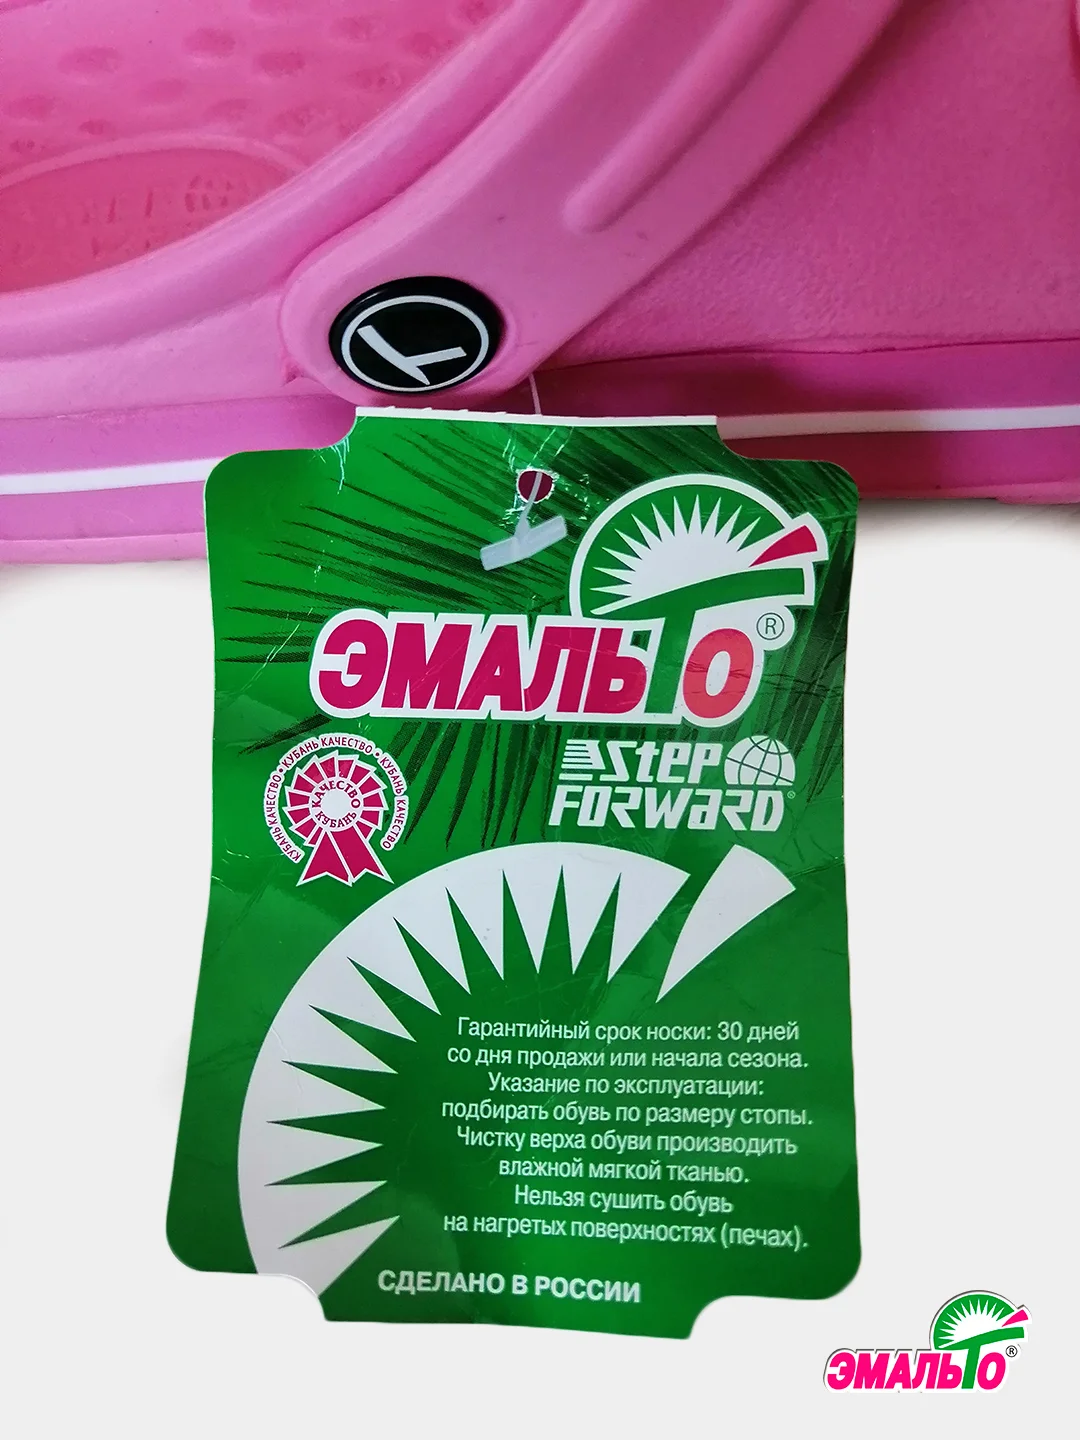 ЭМАЛЬТО®
КУБАНЬ КАЧЕСТВО • КУБАНЬ КАЧЕСТВО • КУБАНЬ КАЧЕСТВО
КАЧЕСТВО
КУБАНЬ
Step
FORWARD®
Гарантийный срок носки: 30 дней
со дня продажи или начала сезона.
Указание по эксплуатации:
подбирать обувь по размеру стопы.
Чистку верха обуви производить
влажной мягкой тканью.
Нельзя сушить обувь
на нагретых поверхностях (печах).
СДЕЛАНО В РОССИИ
ЭМАЛЬТО®